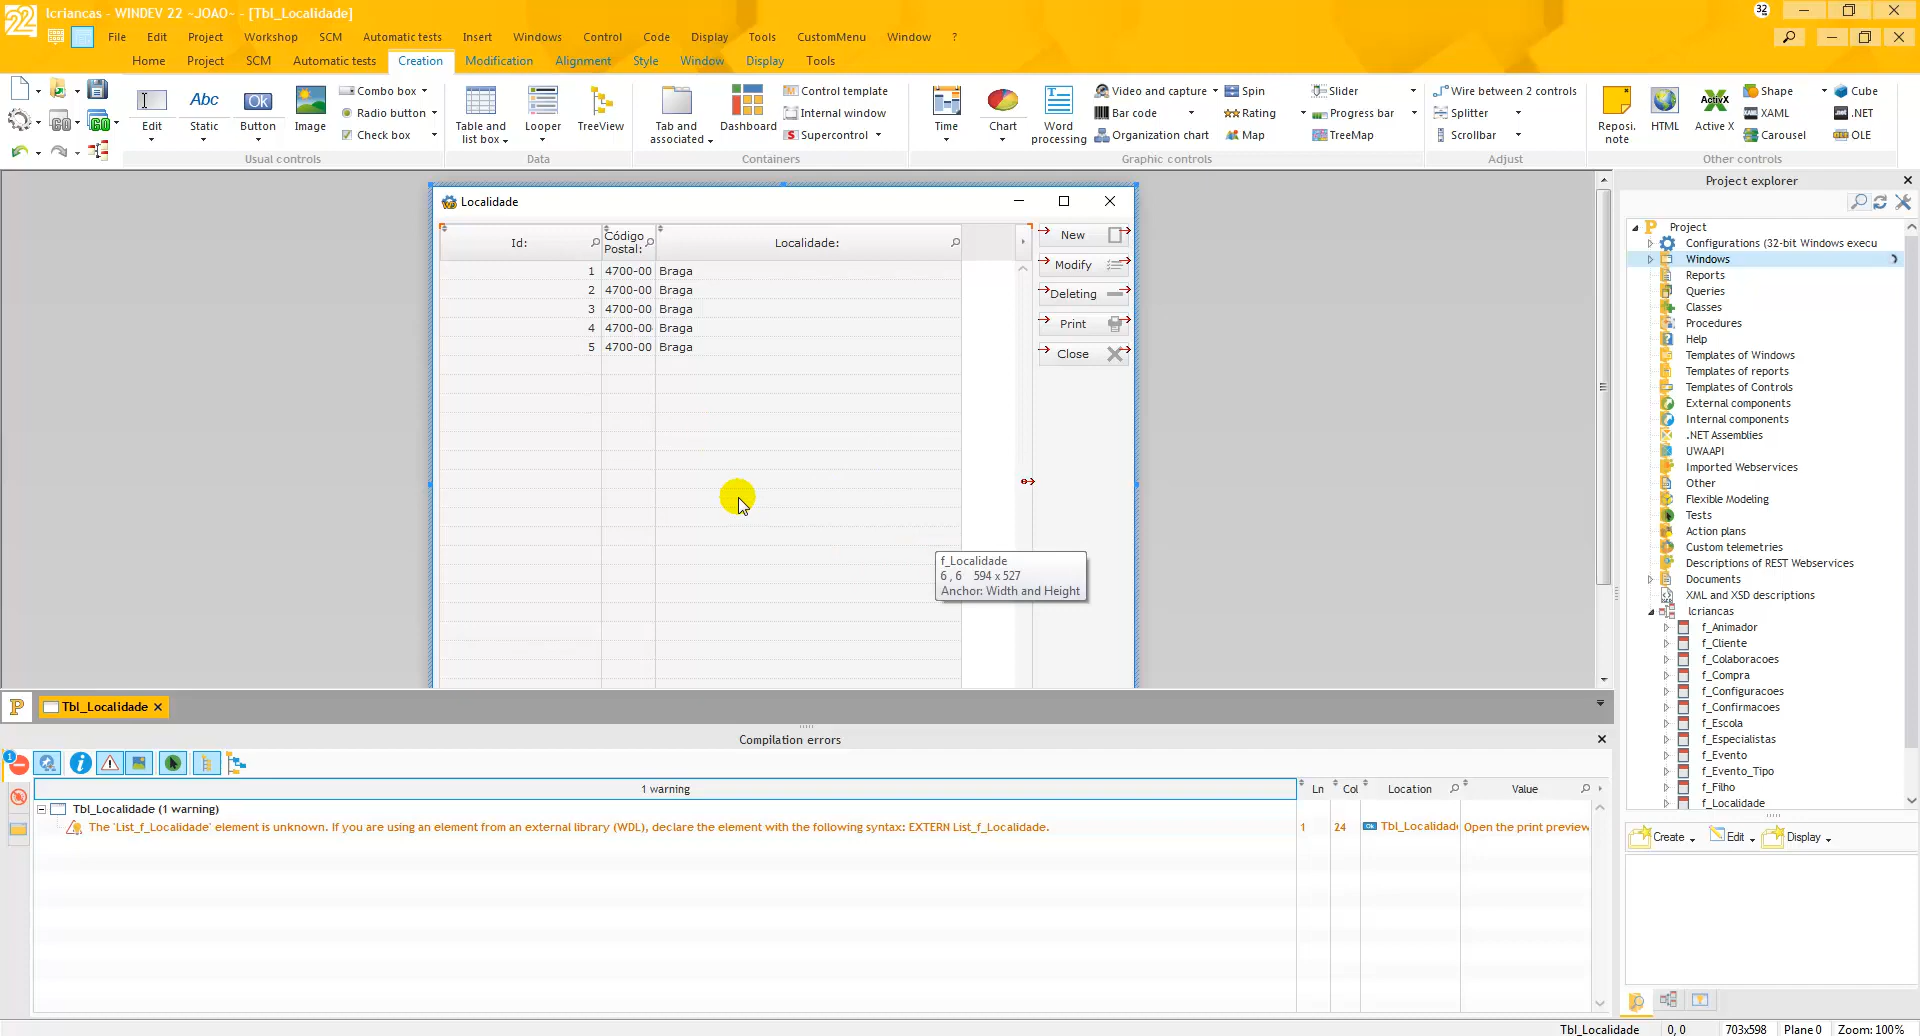 lcriancas - WINDEV 22 ~JOAO~ - [Tbl_Localidade]
32
File Edit Project Workshop SCM Automatic tests Insert Windows Control Code Display Tools CustomMenu Window ?
Home Project SCM Automatic tests Creation Modification Alignment Style Window Display Tools
Edit
Abc Static
Ok Button
Image
Combo box
Radio button
Check box
Usual controls
Table and list box
Looper
TreeView
Data
Tab and associated
Dashboard
Control template
Internal window
Supercontrol
Containers
Time
Chart
Word processing
Video and capture
Bar code
Organization chart
Spin
Rating
Map
Slider
Progress bar
TreeMap
Graphic controls
Wire between 2 controls
Splitter
Scrollbar
Adjust
Reposi. note
HTML
ActivX
Active X
Shape
XAML
Carousel
Cube
.NET
OLE
Other controls
GO GO
Localidade
Id: Código Postal: Localidade:
1 4700-00 Braga
2 4700-00 Braga
3 4700-00 Braga
4 4700-00 Braga
5 4700-00 Braga
New
Modify
Deleting
Print
Close
f_Localidade
6 , 6 594 x 527
Anchor: Width and Height
Project explorer
Project
Configurations (32-bit Windows execu
Windows
Reports
Queries
Classes
Procedures
Help
Templates of Windows
Templates of reports
Templates of Controls
External components
Internal components
.NET Assemblies
UWAAPI
Imported Webservices
Other
Flexible Modeling
Tests
Action plans
Custom telemetries
Descriptions of REST Webservices
Documents
XML and XSD descriptions
lcriancas
f_Animador
f_Cliente
f_Colaboracoes
f_Compra
f_Configuracoes
f_Confirmacoes
f_Escola
f_Especialistas
f_Evento
f_Evento_Tipo
f_Filho
f_Localidade
Create Edit Display
P Tbl_Localidade
Compilation errors
1
1 warning Ln Col Location Value
Tbl_Localidade (1 warning)
The 'List_f_Localidade' element is unknown. If you are using an element from an external library (WDL), declare the element with the following syntax: EXTERN List_f_Localidade. 1 24 Ok Tbl_Localidad Open the print preview
Tbl_Localidade 0, 0 703x598 Plane 0 Zoom: 100%